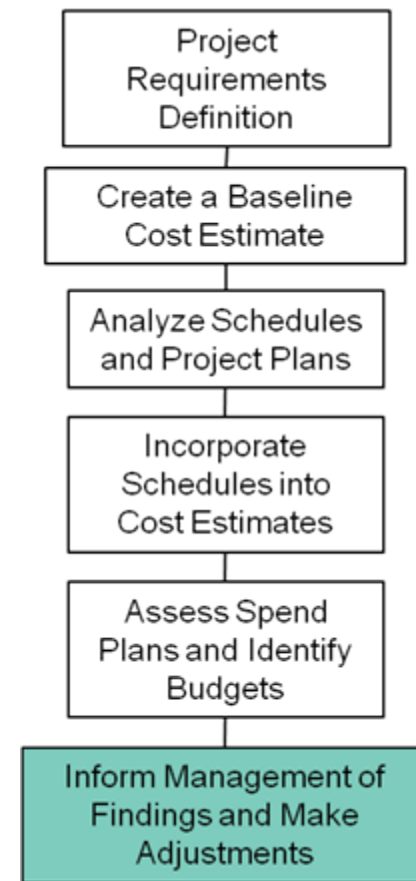 Project
Requirements
Definition
Create a Baseline
Cost Estimate
Analyze Schedules
and Project Plans
Incorporate
Schedules into
Cost Estimates
Assess Spend
Plans and Identify
Budgets
Inform Management of
Findings and Make
Adjustments